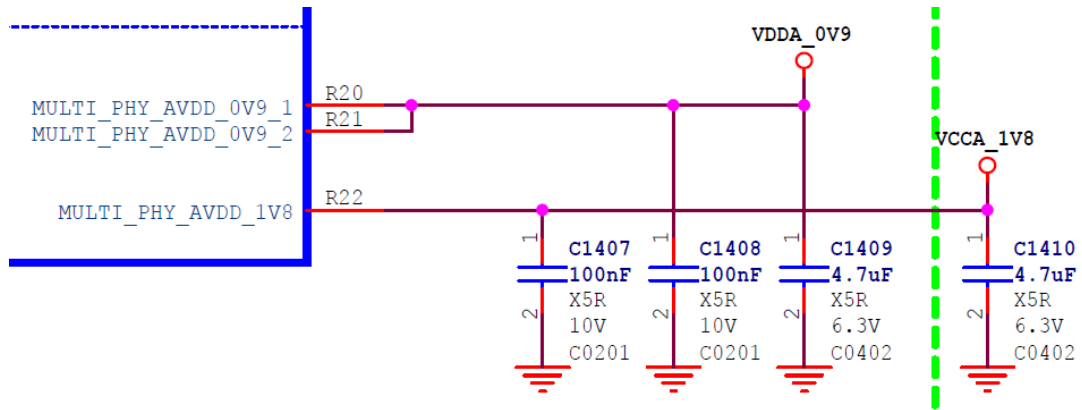 VDDA_0V9
MULTI_PHY_AVDD_0V9_1 R20
MULTI_PHY_AVDD_0V9_2 R21
VCCA_1V8
MULTI_PHY_AVDD_1V8 R22
1 C1407 1 C1408 1 C1409 1 C1410
100nF 100nF 4.7uF 4.7uF
X5R X5R X5R X5R
2 10V 2 10V 2 6.3V 2 6.3V
C0201 C0201 C0402 C0402